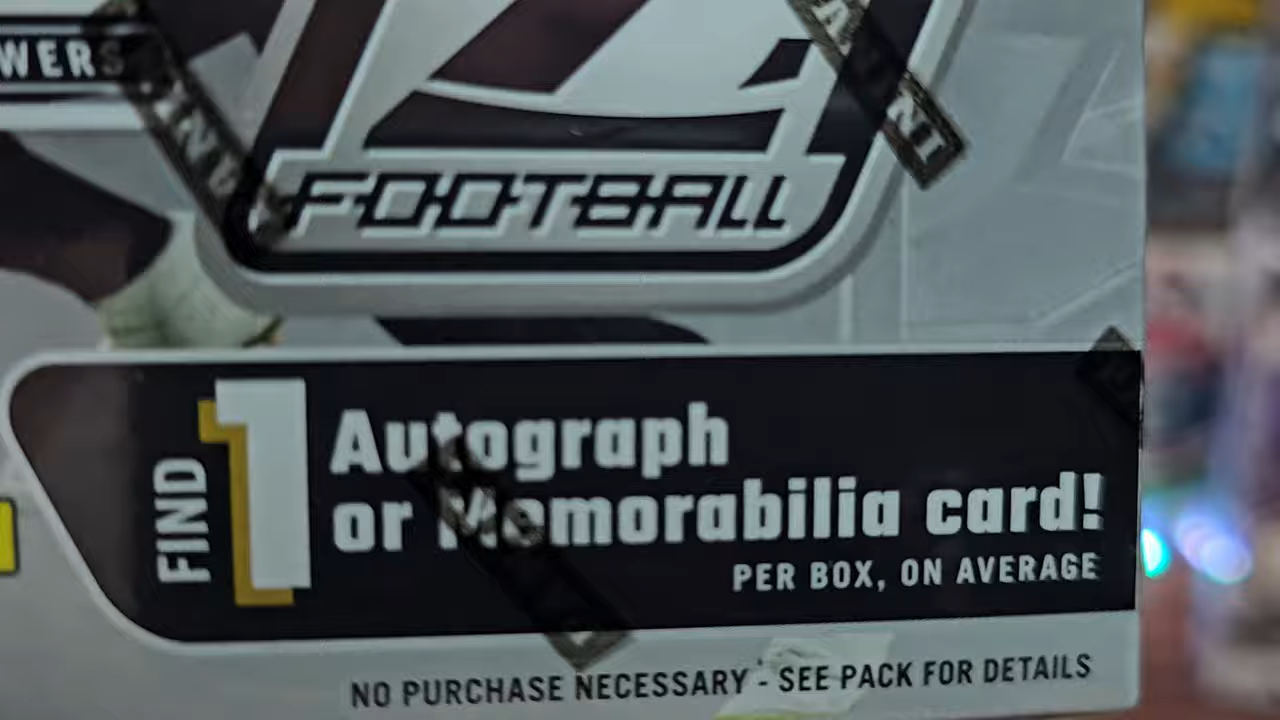 WERS
PANINI
FOOTBALL
FIND 1
Autograph
or Memorabilia card!
PER BOX, ON AVERAGE
NO PURCHASE NECESSARY - SEE PACK FOR DETAILS